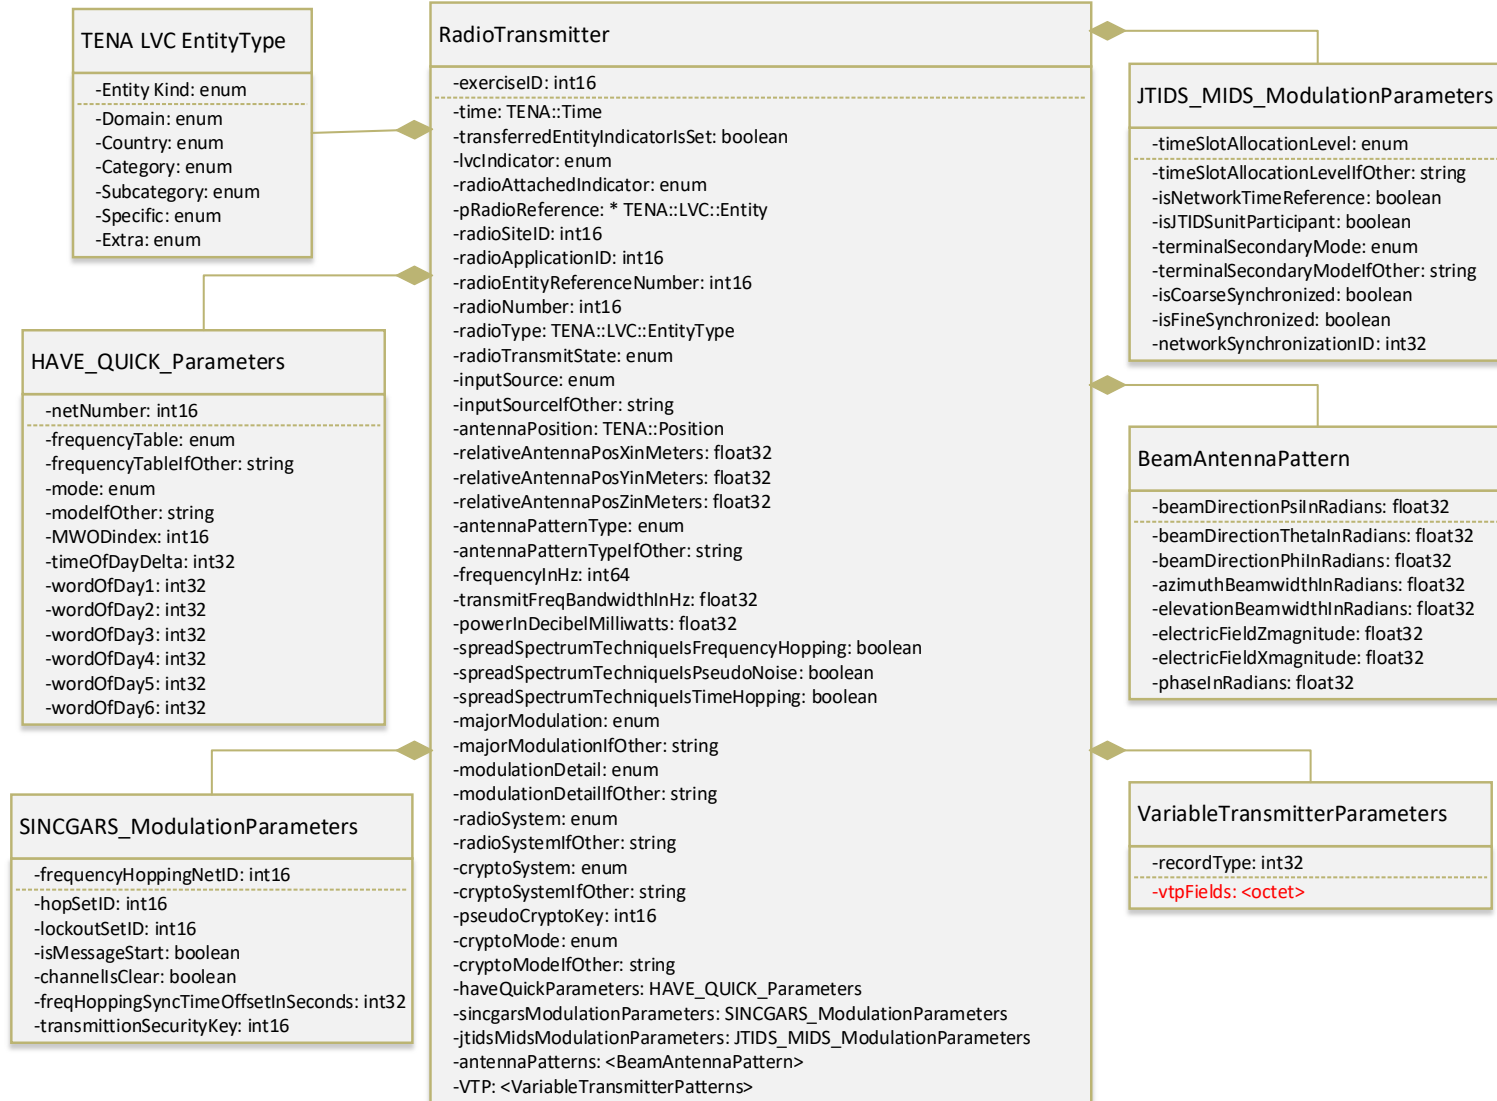 TENA LVC EntityType
-Entity Kind: enum
-Domain: enum
-Country: enum
-Category: enum
-Subcategory: enum
-Specific: enum
-Extra: enum
HAVE_QUICK_Parameters
-netNumber: int16
-frequencyTable: enum
-frequencyTableIfOther: string
-mode: enum
-modeIfOther: string
-MWODindex: int16
-timeOfDayDelta: int32
-wordOfDay1: int32
-wordOfDay2: int32
-wordOfDay3: int32
-wordOfDay4: int32
-wordOfDay5: int32
-wordOfDay6: int32
SINCGARS_ModulationParameters
-frequencyHoppingNetID: int16
-hopSetID: int16
-lockoutSetID: int16
-isMessageStart: boolean
-channelIsClear: boolean
-freqHoppingSyncTimeOffsetInSeconds: int32
-transmittionSecurityKey: int16
RadioTransmitter
-exerciseID: int16
-time: TENA::Time
-transferredEntityIndicatorIsSet: boolean
-lvcIndicator: enum
-radioAttachedIndicator: enum
-pRadioReference: * TENA::LVC::Entity
-radioSiteID: int16
-radioApplicationID: int16
-radioEntityReferenceNumber: int16
-radioNumber: int16
-radioType: TENA::LVC::EntityType
-radioTransmitState: enum
-inputSource: enum
-inputSourceIfOther: string
-antennaPosition: TENA::Position
-relativeAntennaPosXinMeters: float32
-relativeAntennaPosYinMeters: float32
-relativeAntennaPosZinMeters: float32
-antennaPatternType: enum
-antennaPatternTypeIfOther: string
-frequencyInHz: int64
-transmitFreqBandwidthInHz: float32
-powerInDecibelMilliwatts: float32
-spreadSpectrumTechniqueIsFrequencyHopping: boolean
-spreadSpectrumTechniqueIsPseudoNoise: boolean
-spreadSpectrumTechniqueIsTimeHopping: boolean
-majorModulation: enum
-majorModulationIfOther: string
-modulationDetail: enum
-modulationDetailIfOther: string
-radioSystem: enum
-radioSystemIfOther: string
-cryptoSystem: enum
-cryptoSystemIfOther: string
-pseudoCryptoKey: int16
-cryptoMode: enum
-cryptoModeIfOther: string
-haveQuickParameters: HAVE_QUICK_Parameters
-sincgarsModulationParameters: SINCGARS_ModulationParameters
-jtidsMidsModulationParameters: JTIDS_MIDS_ModulationParameters
-antennaPatterns: <BeamAntennaPattern>
-VTP: <VariableTransmitterPatterns>
JTIDS_MIDS_ModulationParameters
-timeSlotAllocationLevel: enum
-timeSlotAllocationLevelIfOther: string
-isNetworkTimeReference: boolean
-isJTIDSunitParticipant: boolean
-terminalSecondaryMode: enum
-terminalSecondaryModeIfOther: string
-isCoarseSynchronized: boolean
-isFineSynchronized: boolean
-networkSynchronizationID: int32
BeamAntennaPattern
-beamDirectionPsiInRadians: float32
-beamDirectionThetaInRadians: float32
-beamDirectionPhiInRadians: float32
-azimuthBeamwidthInRadians: float32
-elevationBeamwidthInRadians: float32
-electricFieldZmagnitude: float32
-electricFieldXmagnitude: float32
-phaseInRadians: float32
VariableTransmitterParameters
-recordType: int32
-vtpFields: <octet>